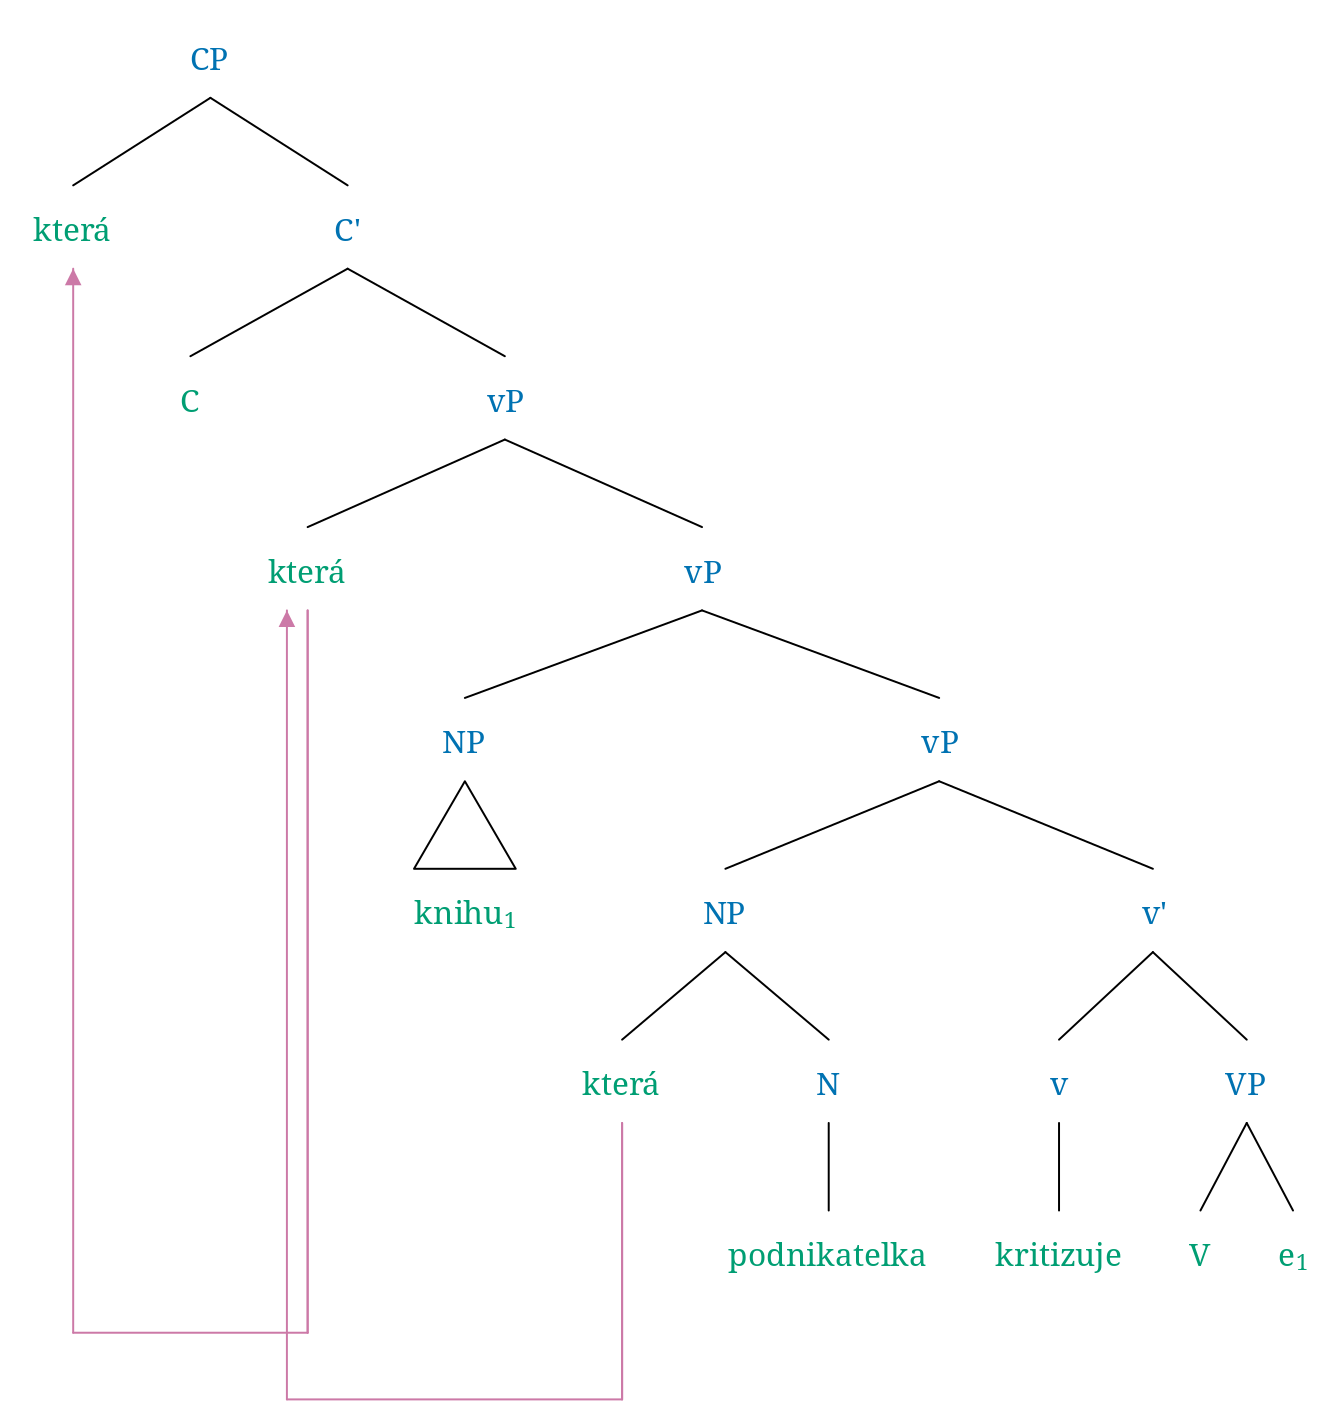 CP
která C'
C vP
která vP
NP vP
knihu₁ NP v'
která N v VP
podnikatelka kritizuje V e₁